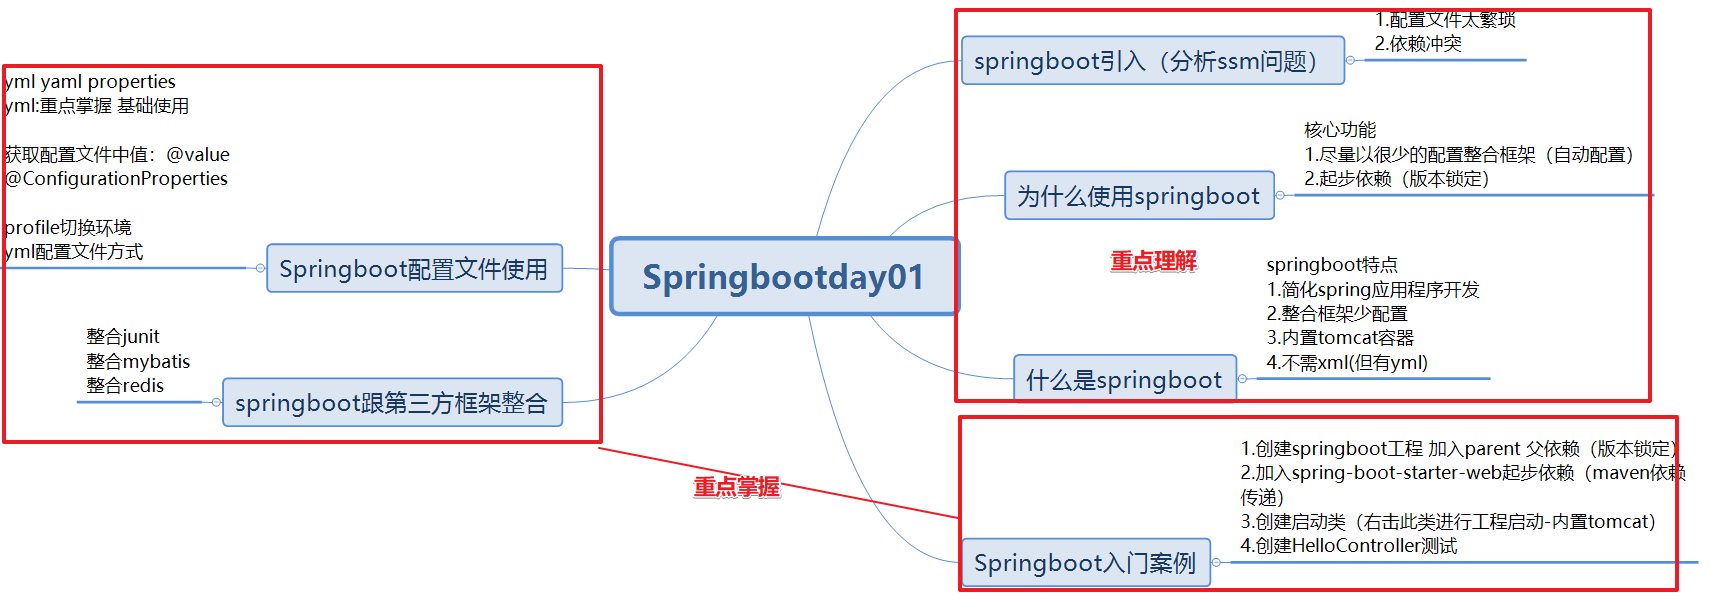 Springbootday01
springboot引入（分析ssm问题）
1.配置文件太繁琐
2.依赖冲突
为什么使用springboot
核心功能
1.尽量以很少的配置整合框架（自动配置）
2.起步依赖（版本锁定）
重点理解
什么是springboot
springboot特点
1.简化spring应用程序开发
2.整合框架少配置
3.内置tomcat容器
4.不需xml(但有yml)
Springboot入门案例
1.创建springboot工程 加入parent 父依赖（版本锁定）
2.加入spring-boot-starter-web起步依赖（maven依赖
传递）
3.创建启动类（右击此类进行工程启动-内置tomcat）
4.创建HelloController测试
重点掌握
Springboot配置文件使用
yml yaml properties
yml:重点掌握 基础使用
获取配置文件中值：@value
@ConfigurationProperties
profile切换环境
yml配置文件方式
springboot跟第三方框架整合
整合junit
整合mybatis
整合redis